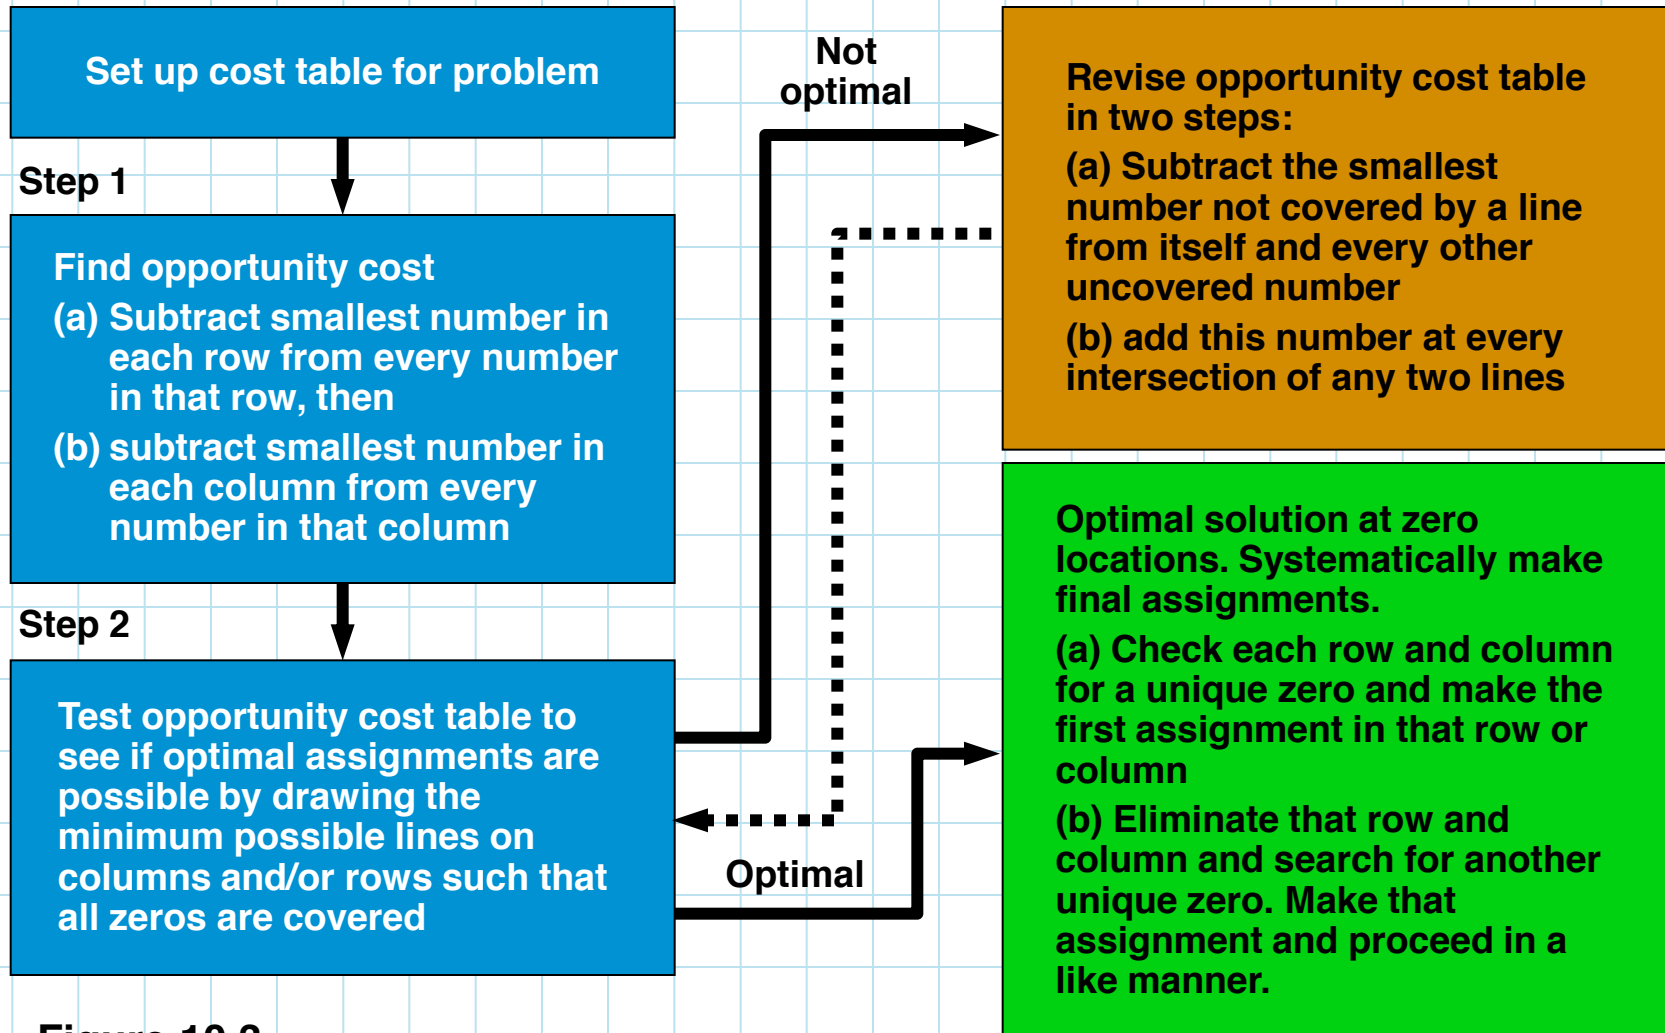 Set up cost table for problem
Step 1
Find opportunity cost
(a) Subtract smallest number in
each row from every number
in that row, then
(b) subtract smallest number in
each column from every
number in that column
Step 2
Test opportunity cost table to
see if optimal assignments are
possible by drawing the
minimum possible lines on
columns and/or rows such that
all zeros are covered
Not
optimal
Optimal
Revise opportunity cost table
in two steps:
(a) Subtract the smallest
number not covered by a line
from itself and every other
uncovered number
(b) add this number at every
intersection of any two lines
Optimal solution at zero
locations. Systematically make
final assignments.
(a) Check each row and column
for a unique zero and make the
first assignment in that row or
column
(b) Eliminate that row and
column and search for another
unique zero. Make that
assignment and proceed in a
like manner.
Figure